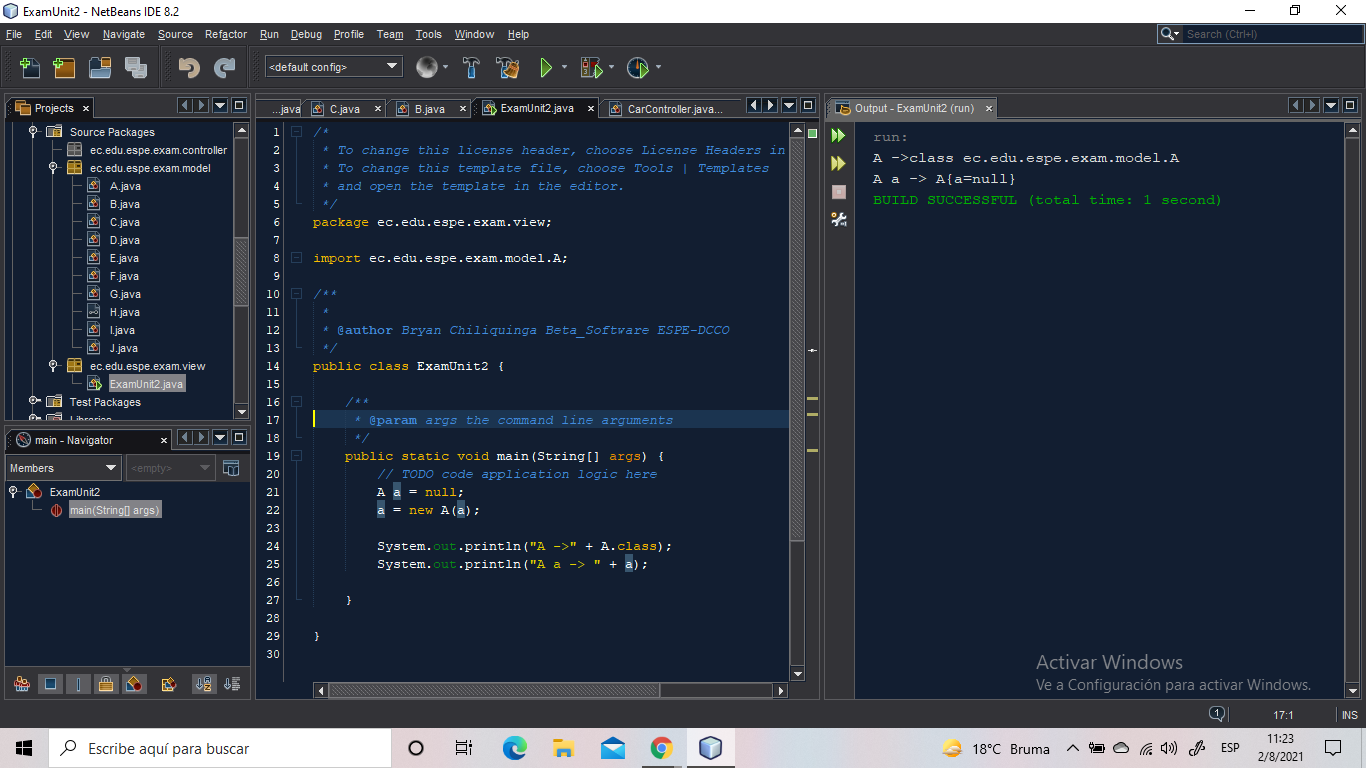 ExamUnit2 - NetBeans IDE 8.2
File Edit View Navigate Source Refactor Run Debug Profile Team Tools Window Help
Search (Ctrl+I)
<default config>
Projects
Source Packages
ec.edu.espe.exam.controller
ec.edu.espe.exam.model
A.java
B.java
C.java
D.java
E.java
F.java
G.java
H.java
I.java
J.java
ec.edu.espe.exam.view
ExamUnit2.java
Test Packages
Libraries
main - Navigator
Members
<empty>
ExamUnit2
main(String[] args)
...java C.java B.java ExamUnit2.java CarController.java...
1 /*
2 * To change this license header, choose License Headers in
3 * To change this template file, choose Tools | Templates
4 * and open the template in the editor.
5 */
6 package ec.edu.espe.exam.view;
7
8 import ec.edu.espe.exam.model.A;
9
10 /**
11 *
12 * @author Bryan Chiliquinga Beta_Software ESPE-DCCO
13 */
14 public class ExamUnit2 {
15
16 /**
17 * @param args the command line arguments
18 */
19 public static void main(String[] args) {
20 // TODO code application logic here
21 A a = null;
22 a = new A(a);
23
24 System.out.println("A ->" + A.class);
25 System.out.println("A a -> " + a);
26
27 }
28
29 }
30
Output - ExamUnit2 (run)
run:
A ->class ec.edu.espe.exam.model.A
A a -> A{a=null}
BUILD SUCCESSFUL (total time: 1 second)
Activar Windows
Ve a Configuración para activar Windows.
1
17:1
INS
Escribe aquí para buscar
18°C Bruma
ESP
11:23
2/8/2021